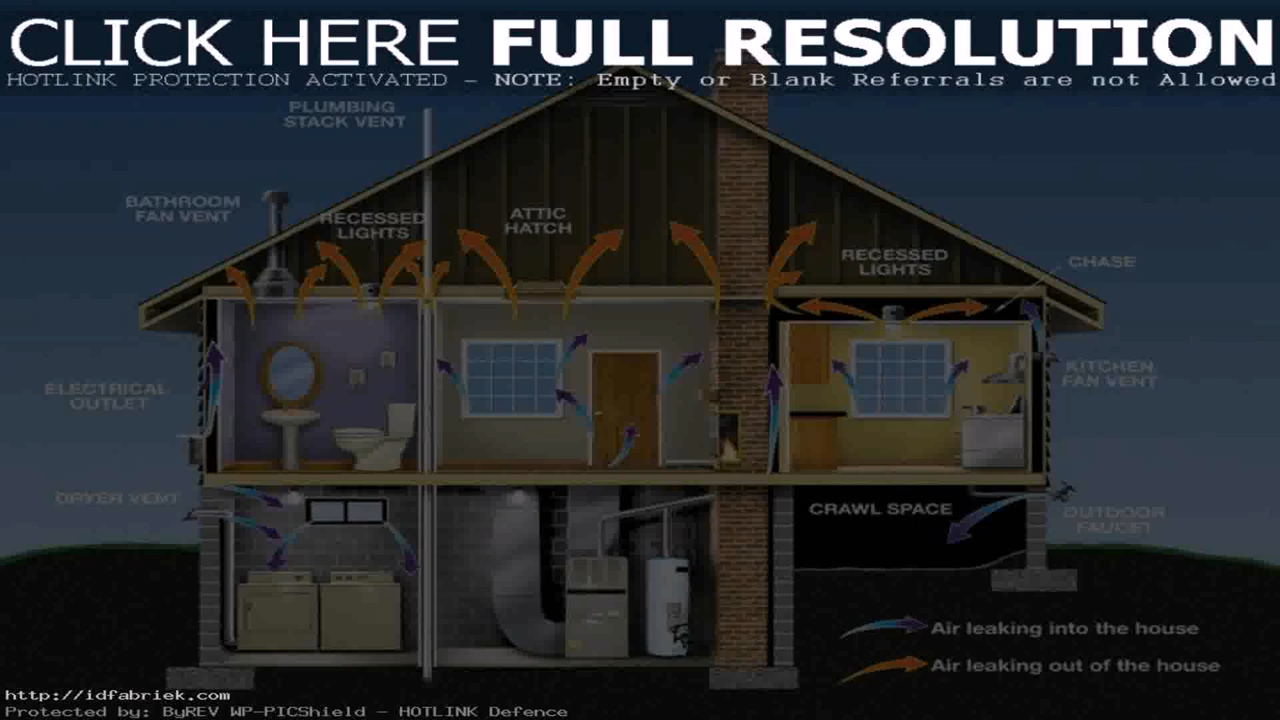 CLICK HERE FULL RESOLUTION
HOTLINK PROTECTION ACTIVATED – NOTE: Empty or Blank Referrals are not Allowed
PLUMBING
STACK VENT
BATHROOM
FAN VENT
RECESSED
LIGHTS
ATTIC
HATCH
RECESSED
LIGHTS
CHASE
ELECTRICAL
OUTLET
KITCHEN
FAN VENT
DRYER VENT
CRAWL SPACE
OUTDOOR
FAUCET
Air leaking into the house
Air leaking out of the house
http://idfabriek.com
Protected by: ByREV WP-PICShield – HOTLINK Defence